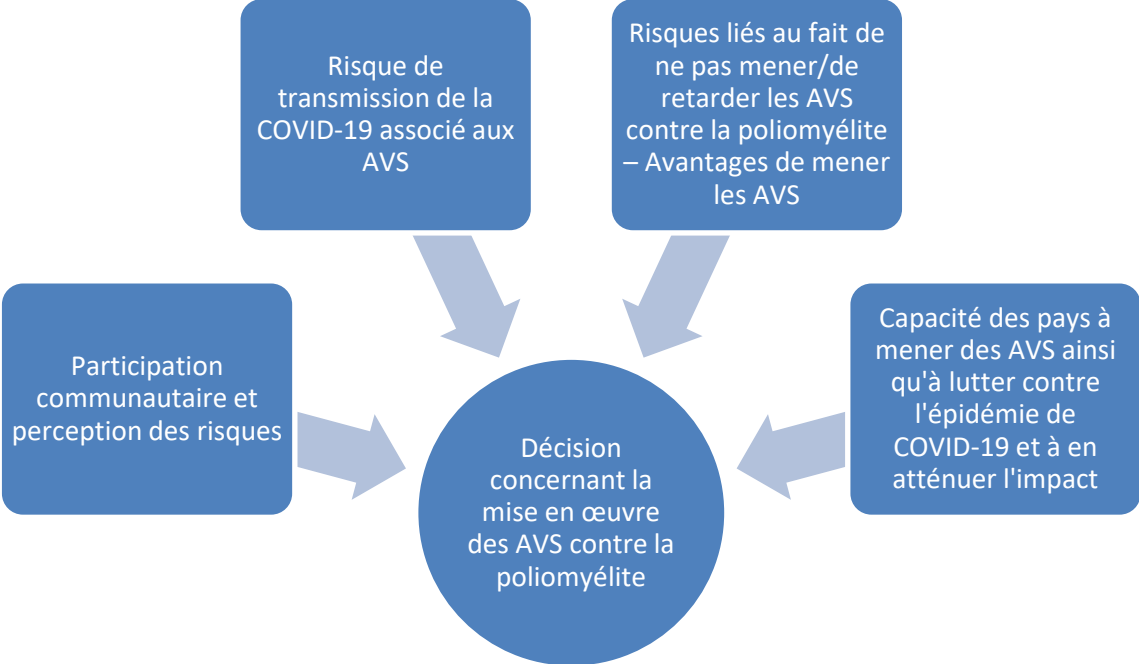 Risque de
transmission de la
COVID-19 associé aux
AVS
Risques liés au fait de
ne pas mener/de
retarder les AVS
contre la poliomyélite
– Avantages de mener
les AVS
Participation
communautaire et
perception des risques
Capacité des pays à
mener des AVS ainsi
qu'à lutter contre
l'épidémie de
COVID-19 et à en
atténuer l'impact
Décision
concernant la
mise en œuvre
des AVS contre la
poliomyélite